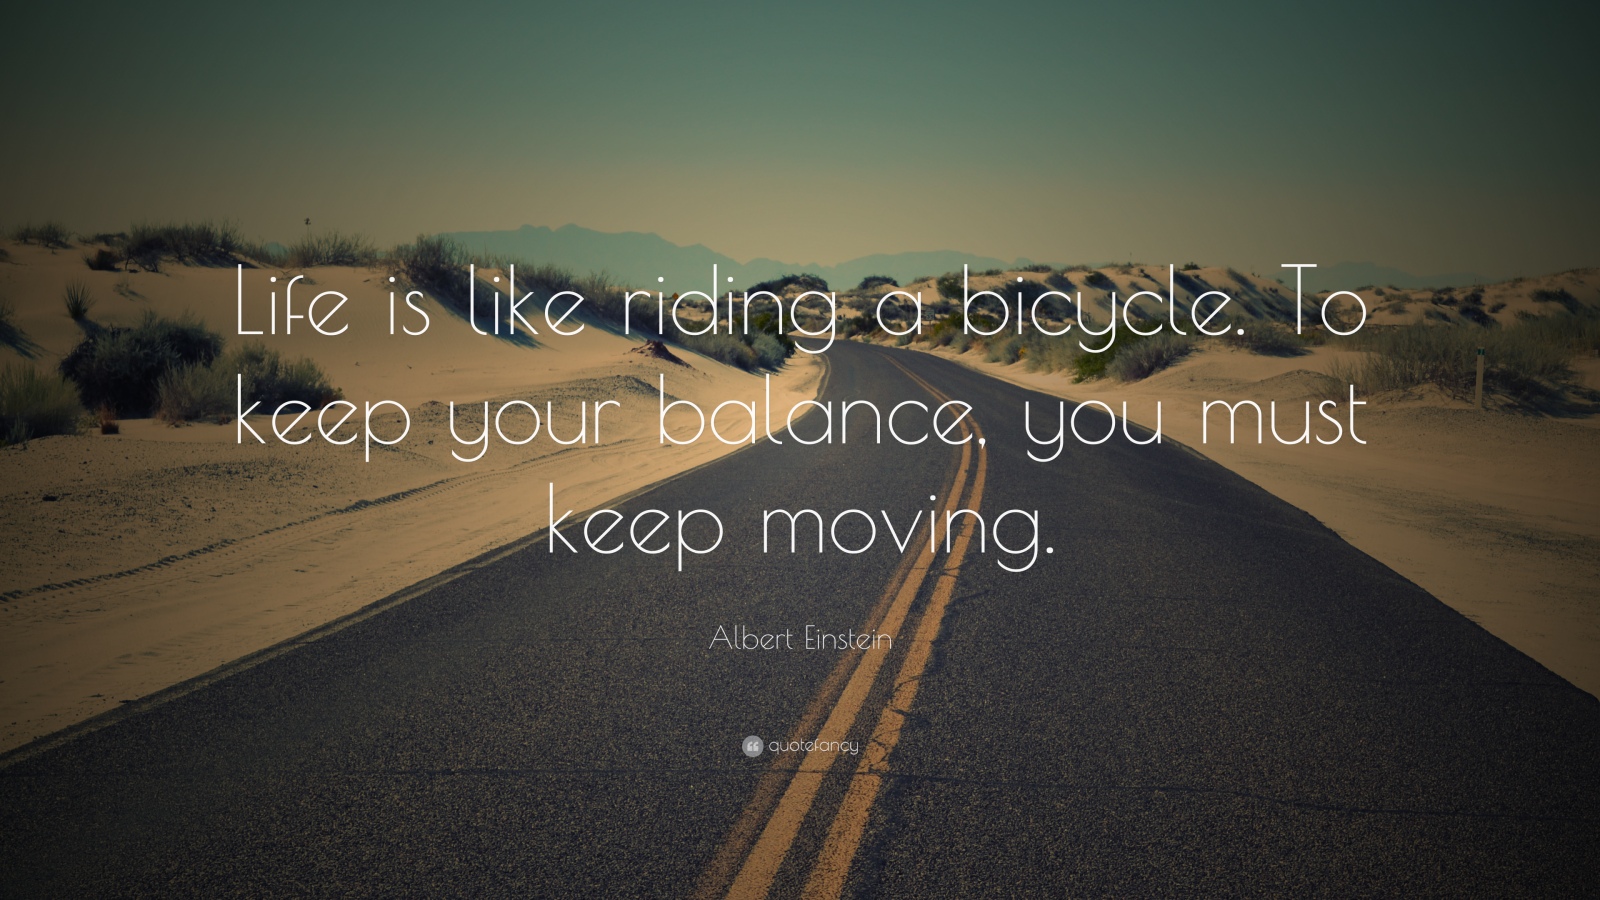 Life is like riding a bicycle. To
keep your balance, you must
keep moving.
Albert Einstein
quotefancy